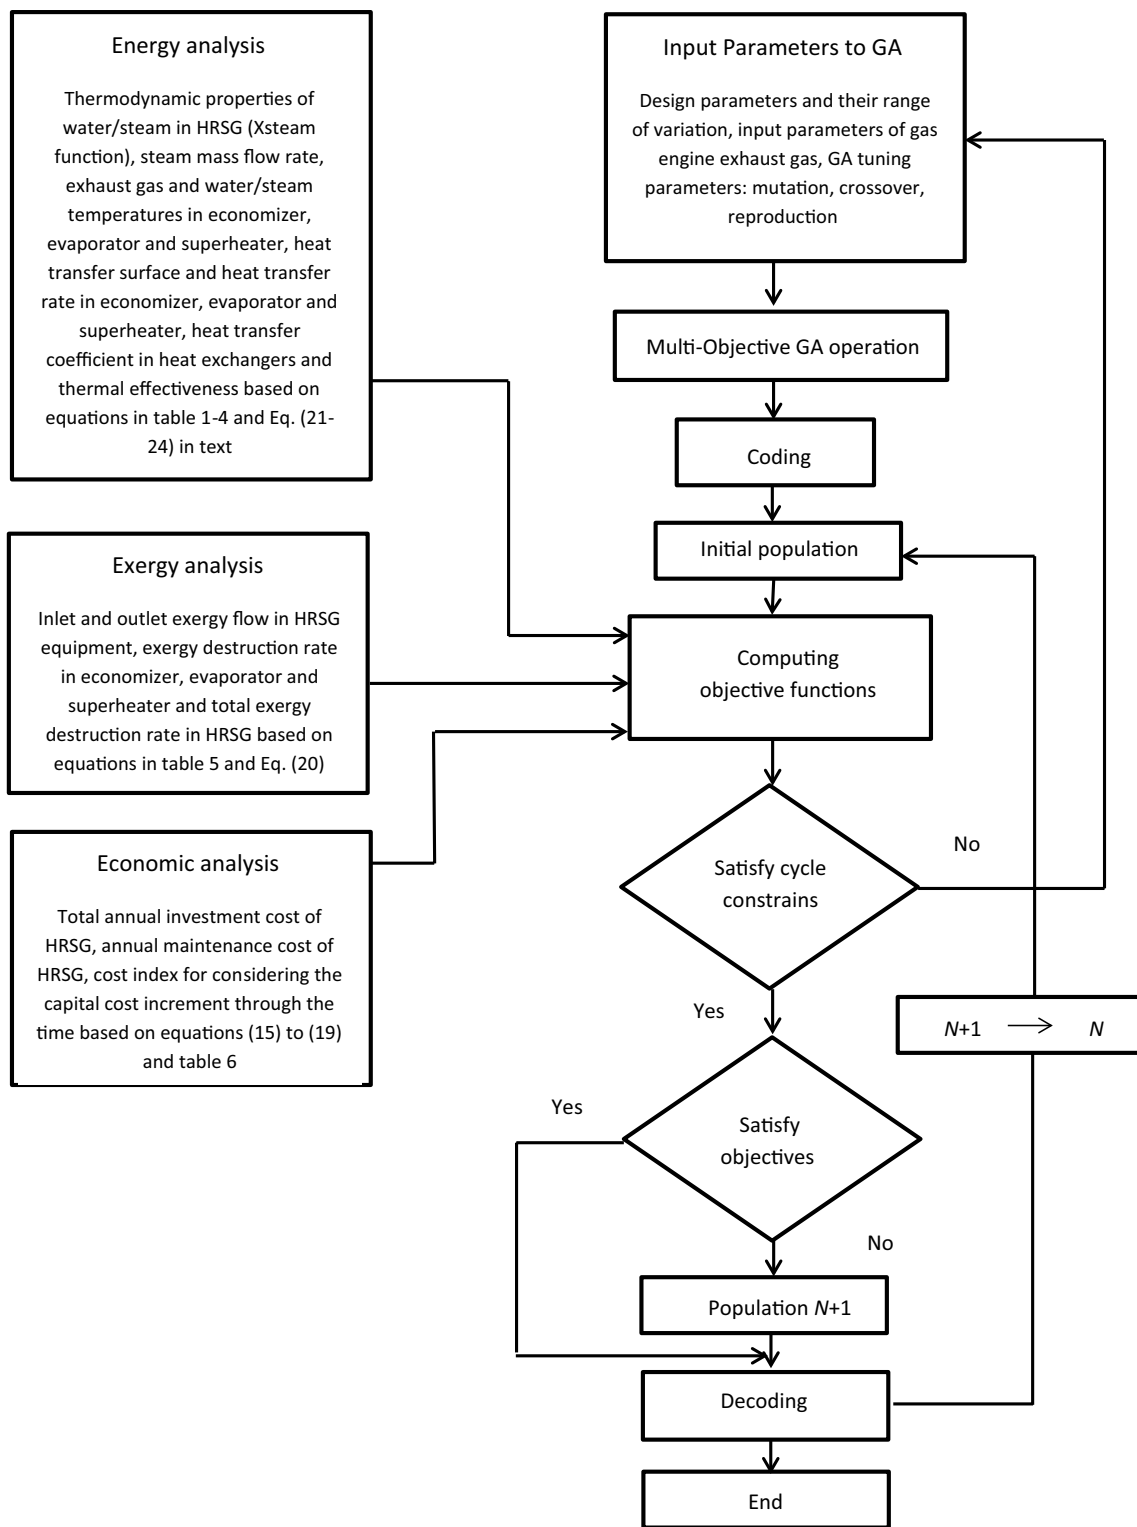 Energy analysis
Thermodynamic properties of
water/steam in HRSG (Xsteam
function), steam mass flow rate,
exhaust gas and water/steam
temperatures in economizer,
evaporator and superheater, heat
transfer surface and heat transfer
rate in economizer, evaporator and
superheater, heat transfer
coefficient in heat exchangers and
thermal effectiveness based on
equations in table 1-4 and Eq. (21-
24) in text
Exergy analysis
Inlet and outlet exergy flow in HRSG
equipment, exergy destruction rate
in economizer, evaporator and
superheater and total exergy
destruction rate in HRSG based on
equations in table 5 and Eq. (20)
Economic analysis
Total annual investment cost of
HRSG, annual maintenance cost of
HRSG, cost index for considering the
capital cost increment through the
time based on equations (15) to (19)
and table 6
Input Parameters to GA
Design parameters and their range
of variation, input parameters of gas
engine exhaust gas, GA tuning
parameters: mutation, crossover,
reproduction
Multi-Objective GA operation
Coding
Initial population
Computing
objective functions
Satisfy cycle
constrains
No
Yes
N+1 → N
Satisfy
objectives
Yes
No
Population N+1
Decoding
End